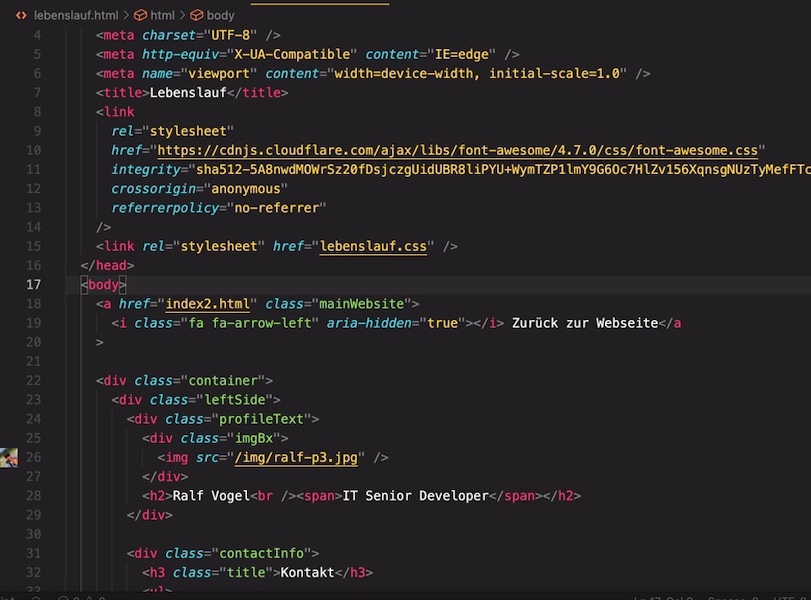 lebenslauf.html > html > body
4 <meta charset="UTF-8" />
5 <meta http-equiv="X-UA-Compatible" content="IE=edge" />
6 <meta name="viewport" content="width=device-width, initial-scale=1.0" />
7 <title>Lebenslauf</title>
8 <link
9 rel="stylesheet"
10 href="https://cdnjs.cloudflare.com/ajax/libs/font-awesome/4.7.0/css/font-awesome.css"
11 integrity="sha512-5A8nwdMOWrSz20fDsjczgUidUBR8liPYU+WymTZP1lmY9G6Oc7HlZv156XqnsgNUzTyMefFTc
12 crossorigin="anonymous"
13 referrerpolicy="no-referrer"
14 />
15 <link rel="stylesheet" href="lebenslauf.css" />
16 </head>
17 <body>
18 <a href="index2.html" class="mainWebsite">
19 <i class="fa fa-arrow-left" aria-hidden="true"></i> Zurück zur Webseite</a
20 >
21
22 <div class="container">
23 <div class="leftSide">
24 <div class="profileText">
25 <div class="imgBx">
26 <img src="/img/ralf-p3.jpg" />
27 </div>
28 <h2>Ralf Vogel<br /><span>IT Senior Developer</span></h2>
29 </div>
30
31 <div class="contactInfo">
32 <h3 class="title">Kontakt</h3>
33 <ul>